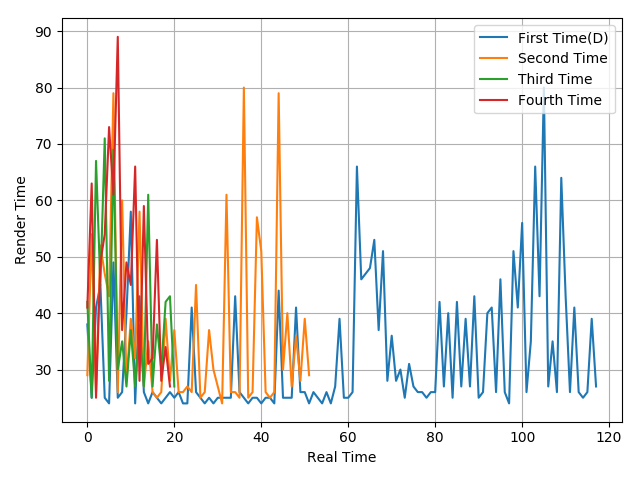 90
80
70
60
50
40
30
Render Time
0
20
40
60
80
100
120
Real Time
First Time(D)
Second Time
Third Time
Fourth Time